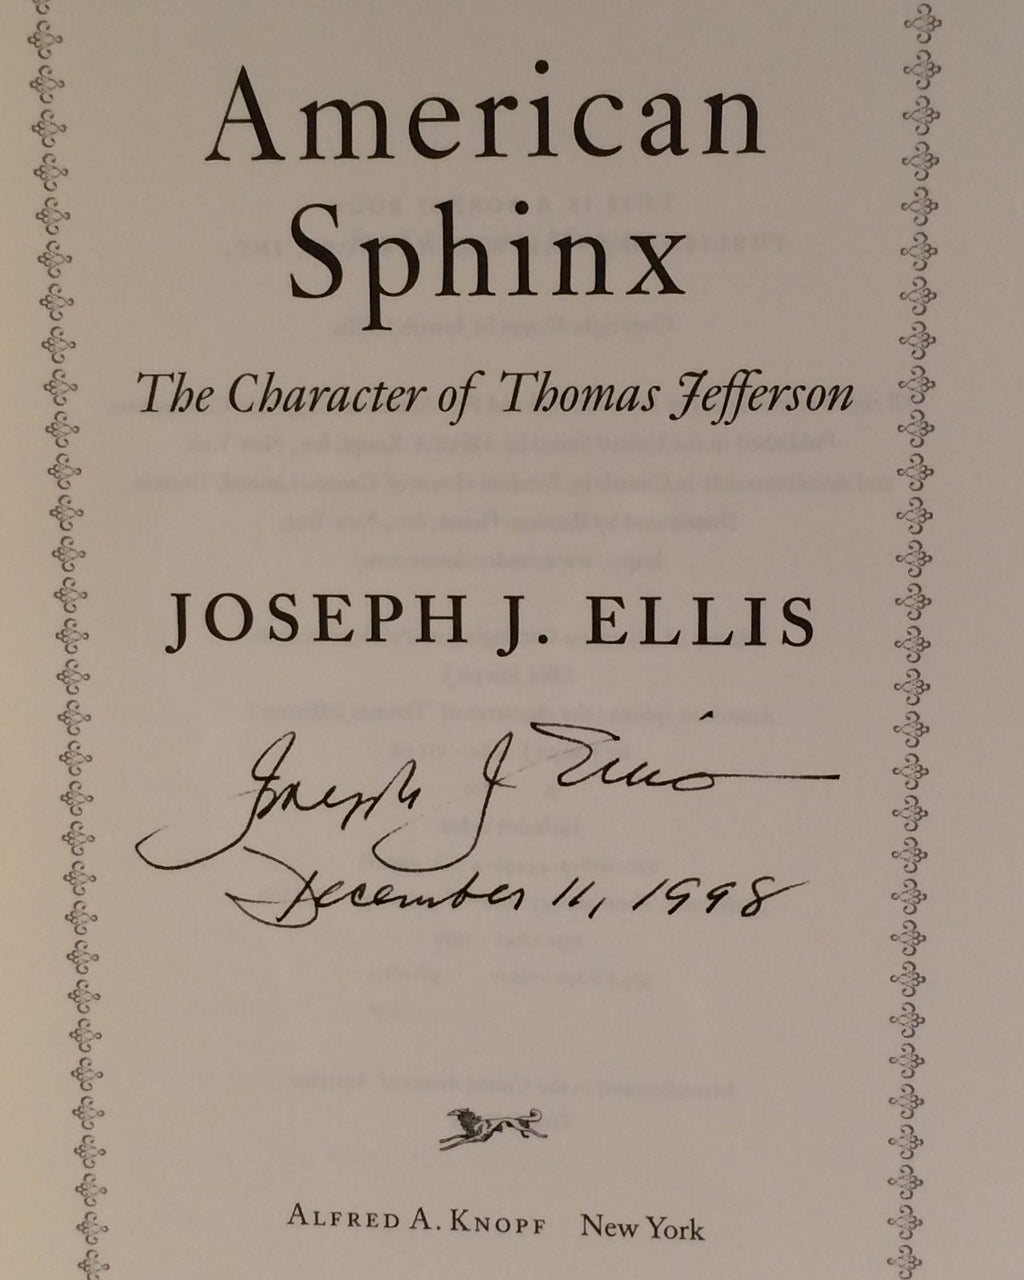 American
Sphinx
The Character of Thomas Jefferson
JOSEPH J. ELLIS
Joseph J Ellis
December 11, 1998
ALFRED A. KNOPF New York